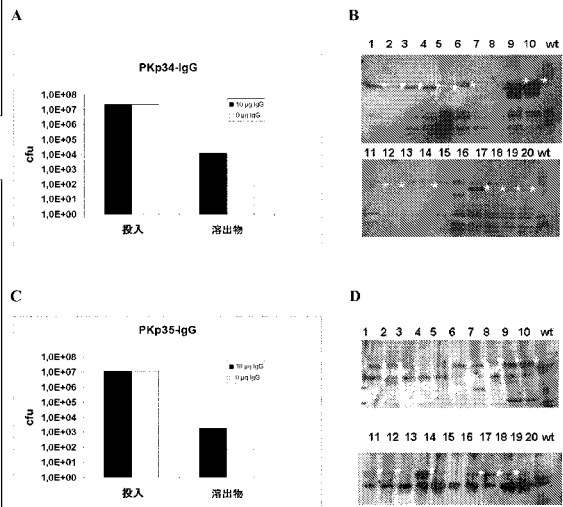 A
PKp34-IgG
1,0E+08
1,0E+07
1,0E+06
1,0E+05
1,0E+04
1,0E+03
1,0E+02
1,0E+01
1,0E+00
cfu
10 µg IgG
0 µg IgG
投入
溶出物
B
1 2 3 4 5 6 7 8 9 10 wt
11 12 13 14 15 16 17 18 19 20 wt
C
PKp35-IgG
1,0E+08
1,0E+07
1,0E+06
1,0E+05
1,0E+04
1,0E+03
1,0E+02
1,0E+01
1,0E+00
cfu
10 µg IgG
0 µg IgG
投入
溶出物
D
1 2 3 4 5 6 7 8 9 10 wt
11 12 13 14 15 16 17 18 19 20 wt